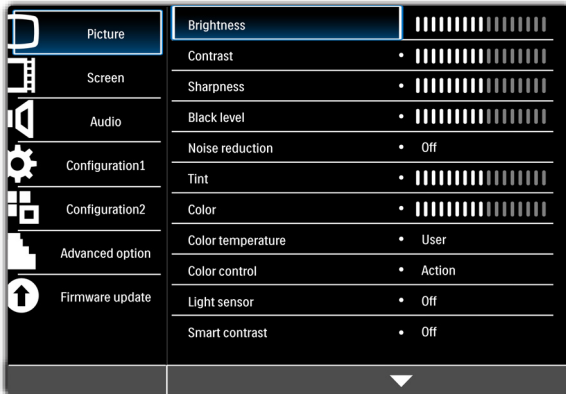 Picture
Screen
Audio
Configuration1
Configuration2
Advanced option
Firmware update
Brightness
Contrast •
Sharpness •
Black level •
Noise reduction • Off
Tint •
Color •
Color temperature • User
Color control • Action
Light sensor • Off
Smart contrast • Off